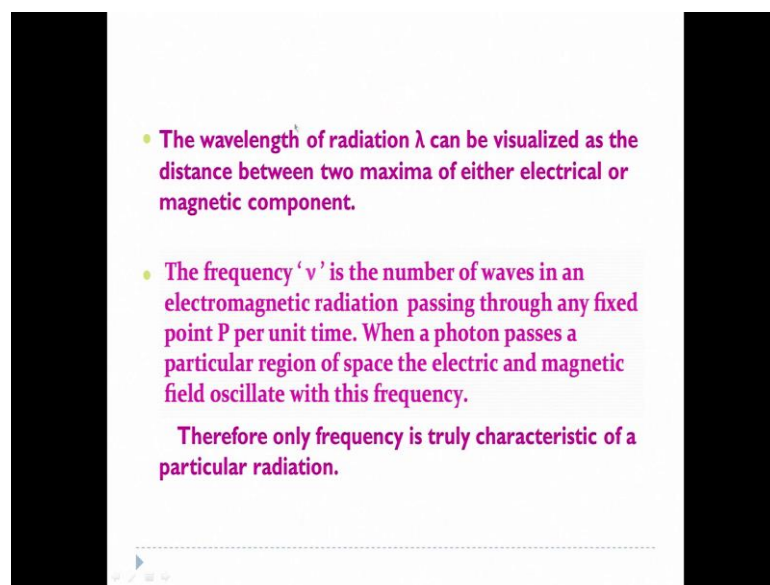 The wavelength of radiation λ can be visualized as the
distance between two maxima of either electrical or
magnetic component.
The frequency ‘ ν ’ is the number of waves in an
electromagnetic radiation passing through any fixed
point P per unit time. When a photon passes a
particular region of space the electric and magnetic
field oscillate with this frequency.
Therefore only frequency is truly characteristic of a
particular radiation.